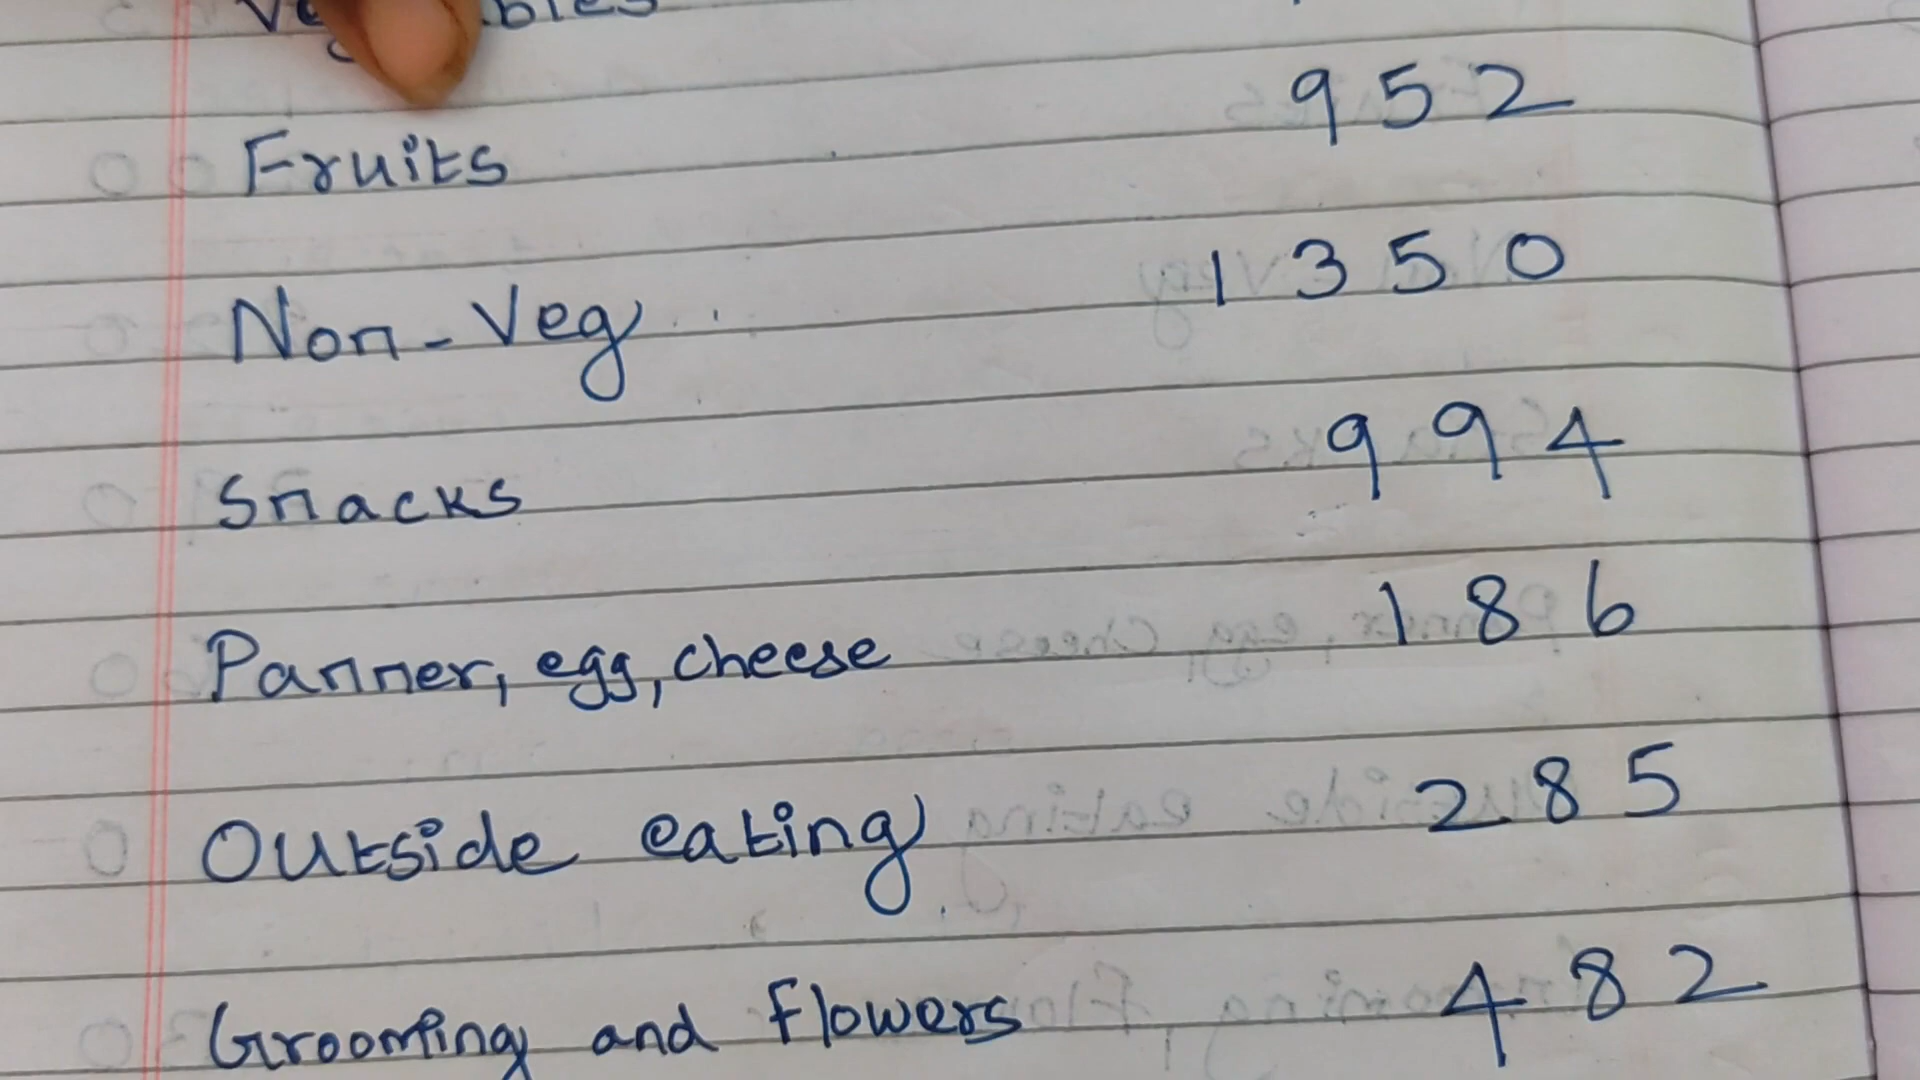 Fruits 952
Non-Veg 1350
Snacks 994
Panner, egg, cheese 186
Outside eating 285
Grooming and Flowers 482